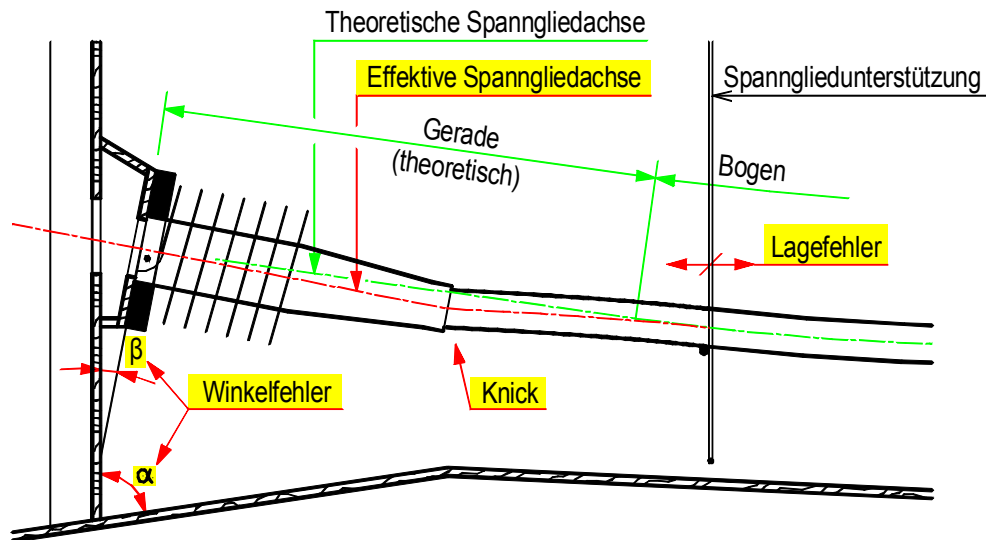 Theoretische Spanngliedachse
Effektive Spanngliedachse
Spanngliedunterstützung
Gerade
(theoretisch)
Bogen
Lagefehler
β
Winkelfehler
Knick
α